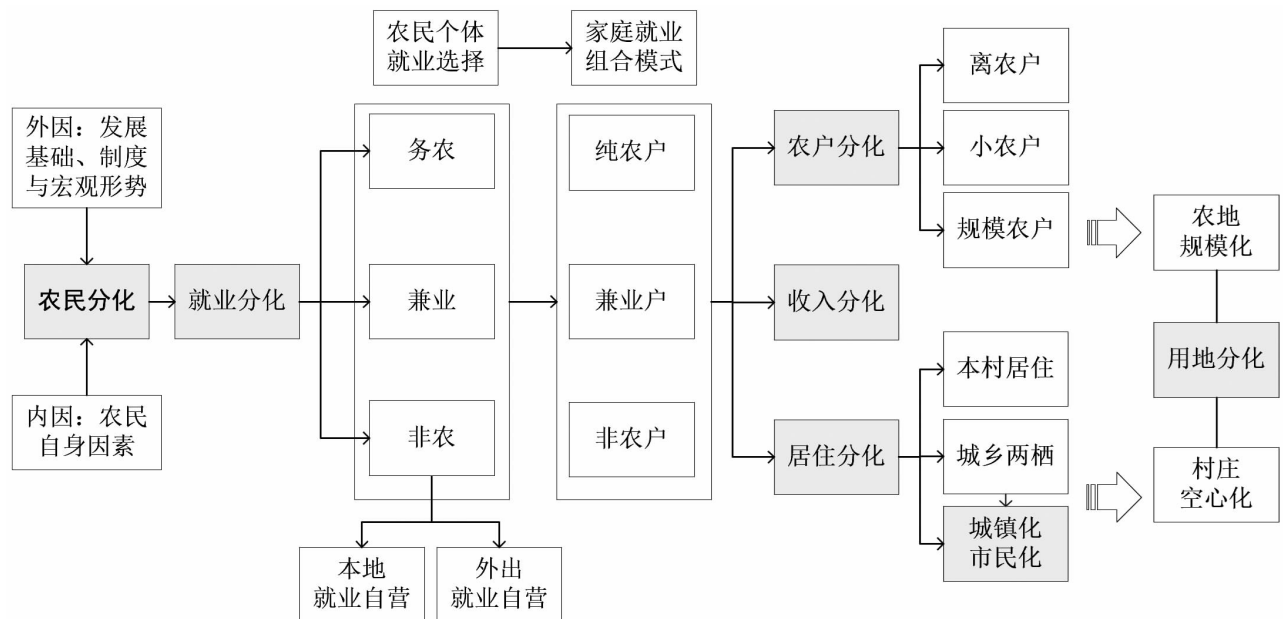 农民个体
就业选择
家庭就业
组合模式
外因：发展
基础、制度
与宏观形势
农民分化
内因：农民
自身因素
就业分化
务农
兼业
非农
本地
就业自营
外出
就业自营
纯农户
兼业户
非农户
农户分化
收入分化
居住分化
离农户
小农户
规模农户
本村居住
城乡两栖
城镇化
市民化
农地
规模化
用地分化
村庄
空心化